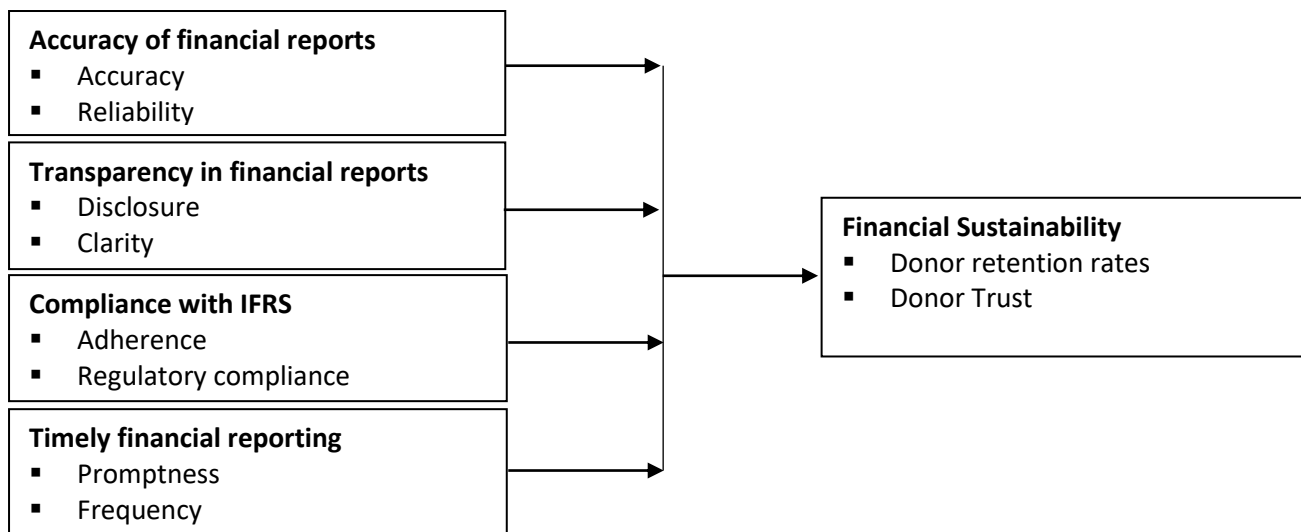 Accuracy of financial reports
▪ Accuracy
▪ Reliability
Transparency in financial reports
▪ Disclosure
▪ Clarity
Compliance with IFRS
▪ Adherence
▪ Regulatory compliance
Timely financial reporting
▪ Promptness
▪ Frequency
Financial Sustainability
▪ Donor retention rates
▪ Donor Trust